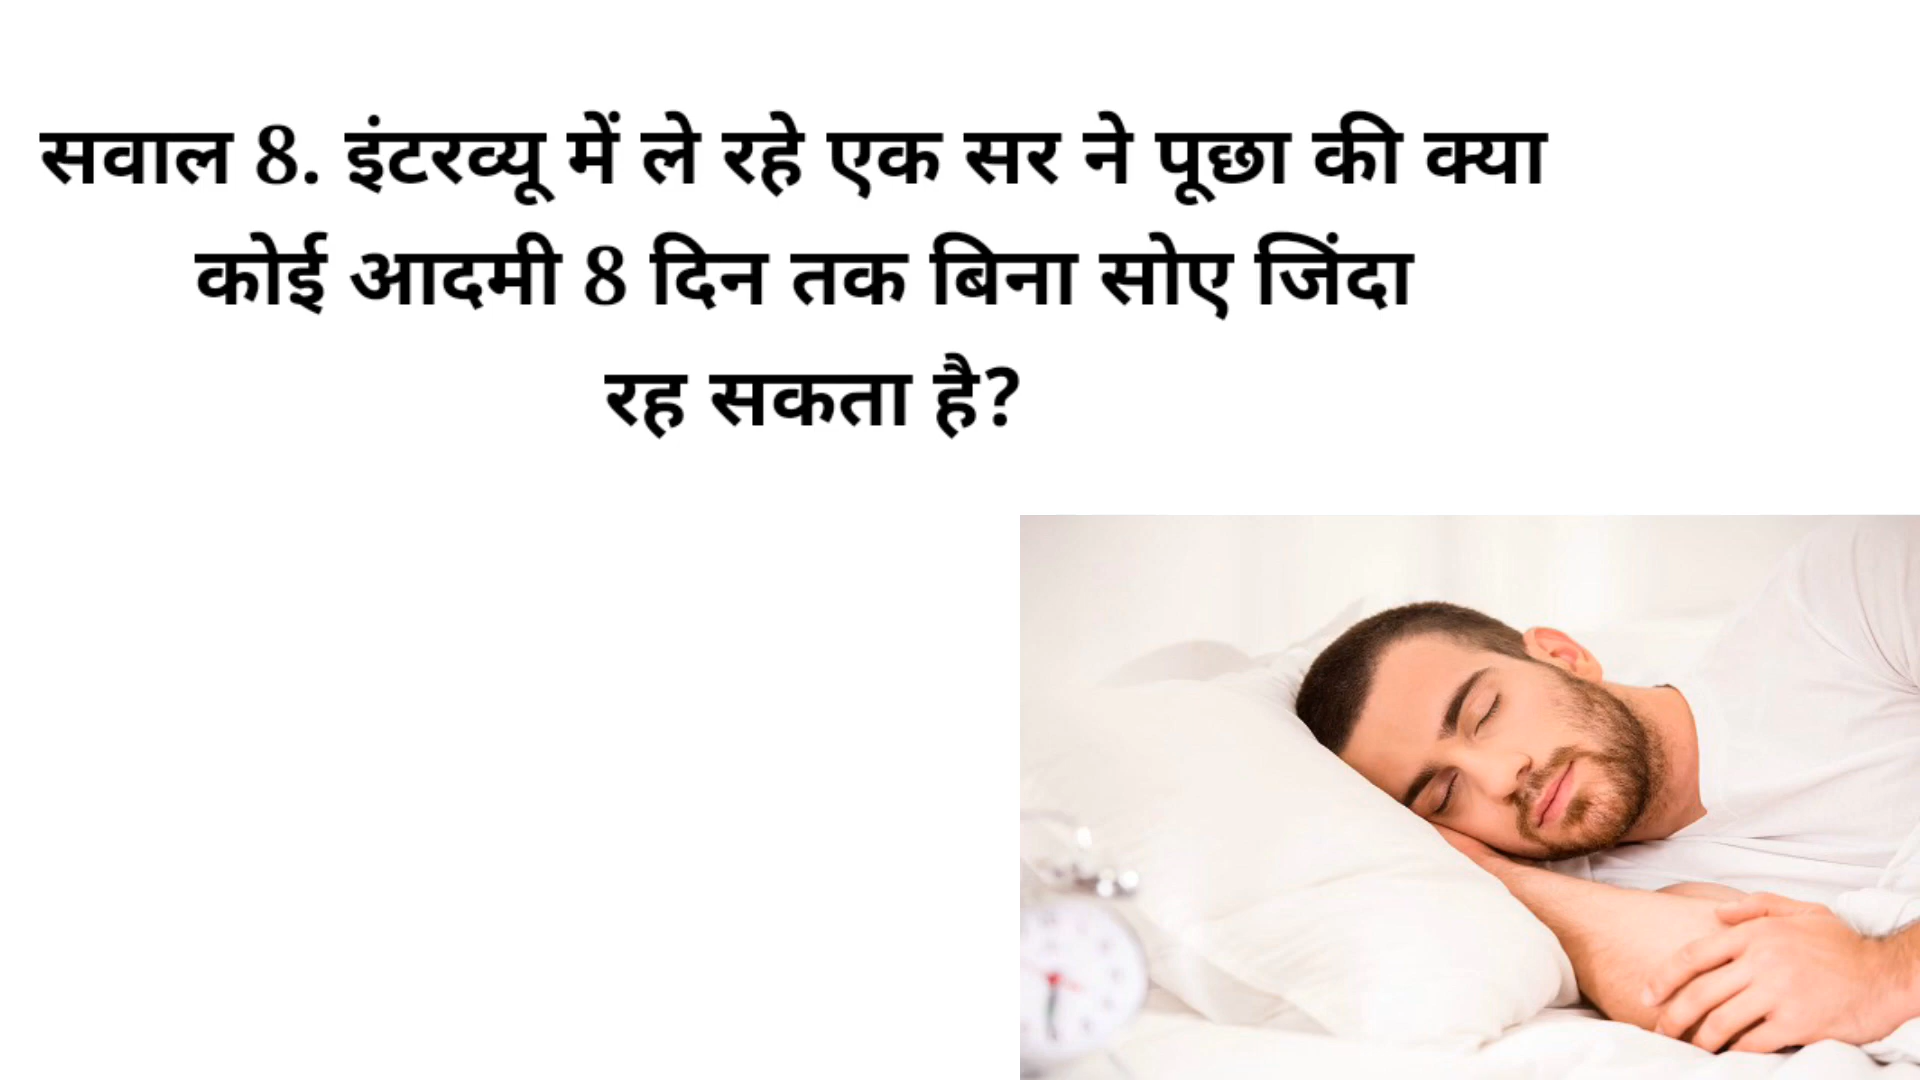 सवाल 8. इंटरव्यू में ले रहे एक सर ने पूछा की क्या
कोई आदमी 8 दिन तक बिना सोए जिंदा
रह सकता है?